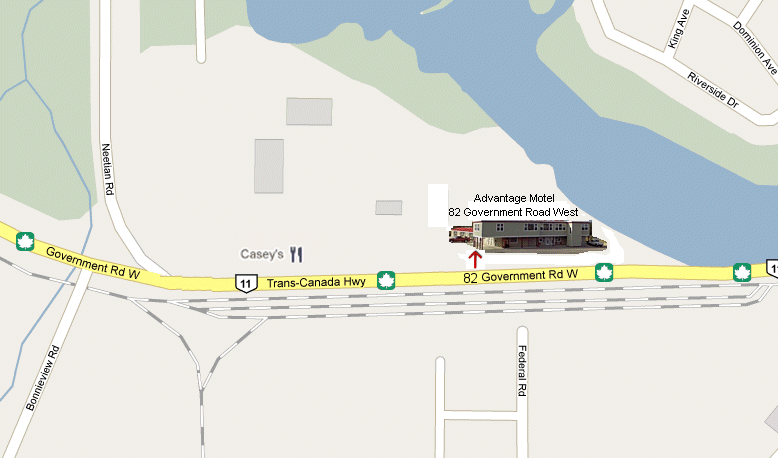 King Ave
Dominion Ave
Riverside Dr
Neetian Rd
Advantage Motel
82 Government Road West
Casey's
Government Rd W
11
Trans-Canada Hwy
82 Government Rd W
11
Bonnieview Rd
Federal Rd